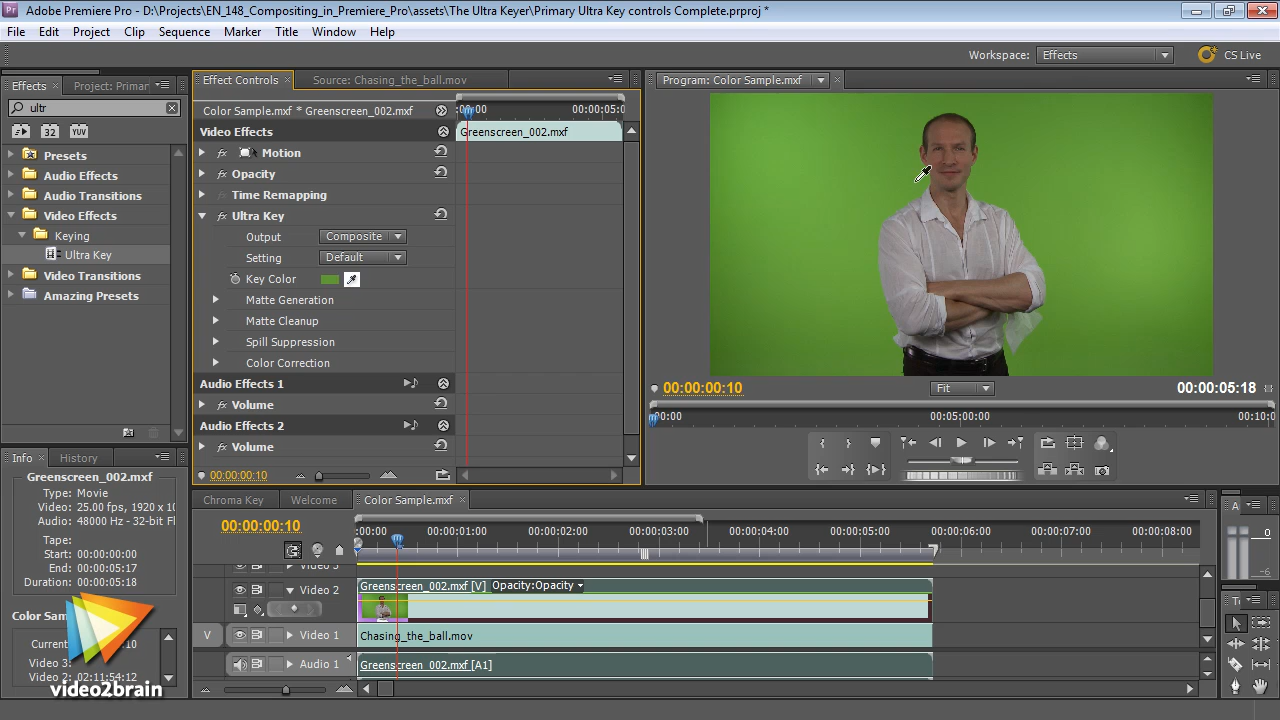 Adobe Premiere Pro - D:\Projects\EN_148_Compositing_in_Premiere_Pro\assets\The Ultra Keyer\Primary Ultra Key controls Complete.prproj *
File Edit Project Clip Sequence Marker Title Window Help
Workspace: Effects CS Live
Effects Project: Primar
ultr
32 YUV
Presets
Audio Effects
Audio Transitions
Video Effects
Keying
Ultra Key
Video Transitions
Amazing Presets
Effect Controls Source: Chasing_the_ball.mov
Color Sample.mxf * Greenscreen_002.mxf
:00:00 00:00:05:0
Video Effects Greenscreen_002.mxf
Motion
Opacity
Time Remapping
Ultra Key
Output Composite
Setting Default
Key Color
Matte Generation
Matte Cleanup
Spill Suppression
Color Correction
Audio Effects 1
Volume
Audio Effects 2
Volume
00:00:00:10
Program: Color Sample.mxf
00:00:00:10 Fit 00:00:05:18
00:00 00:05:00:00 00:10:0
Info History
Greenscreen_002.mxf
Type: Movie
Video: 25.00 fps, 1920 x 10
Audio: 48000 Hz - 32-bit Fl
Tape:
Start: 00:00:00:00
End: 00:00:05:17
Duration: 00:00:05:18
Color Sam
Current
Video 3:
Video 2: 02:11:54:12
video2brain
Chroma Key Welcome Color Sample.mxf
00:00:00:10
:00:00 00:00:01:00 00:00:02:00 00:00:03:00 00:00:04:00 00:00:05:00 00:00:06:00 00:00:07:00 00:00:08:00
Video 3
Greenscreen_002.mxf [V] Opacity:Opacity
Video 2
V Video 1 Chasing_the_ball.mov
Audio 1 Greenscreen_002.mxf [A1]
A
0
-6
To